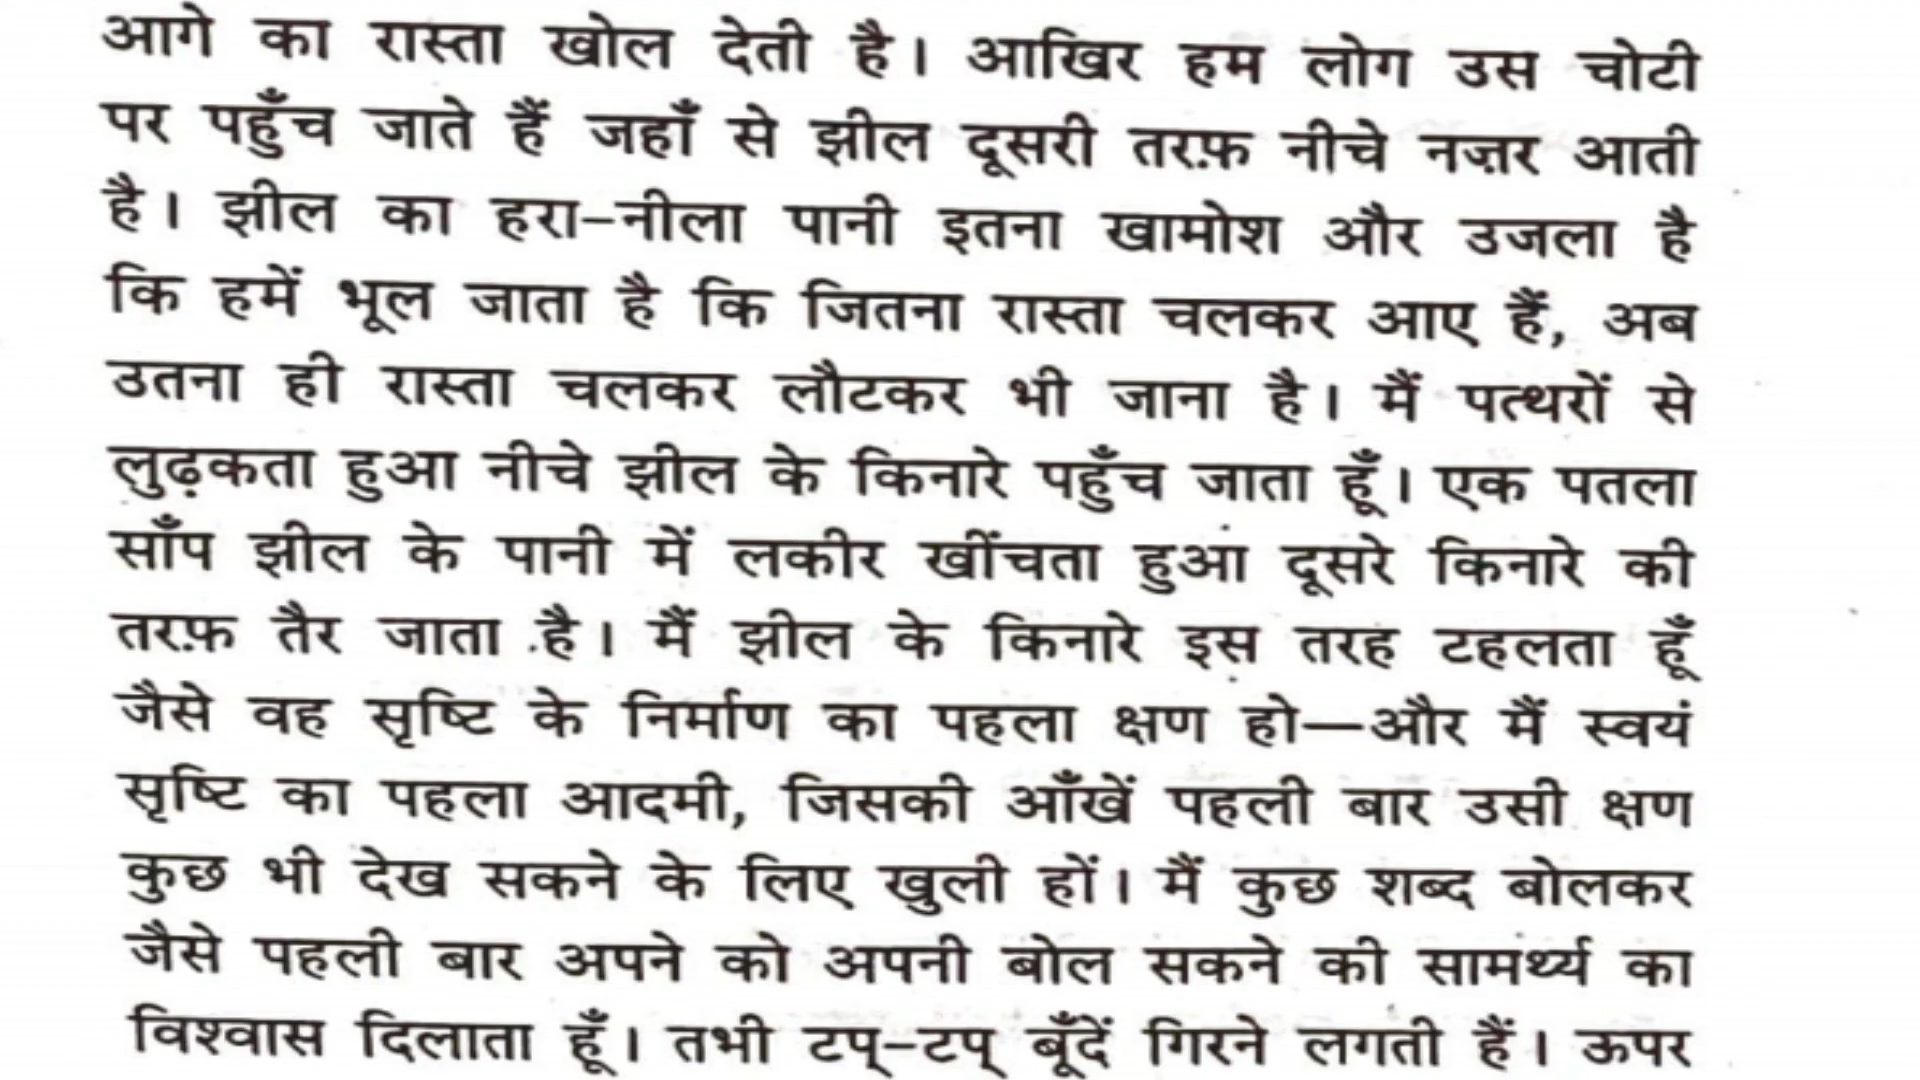 आगे का रास्ता खोल देती है। आखिर हम लोग उस चोटी
पर पहुँच जाते हैं जहाँ से झील दूसरी तरफ़ नीचे नज़र आती
है। झील का हरा–नीला पानी इतना खामोश और उजला है
कि हमें भूल जाता है कि जितना रास्ता चलकर आए हैं, अब
उतना ही रास्ता चलकर लौटकर भी जाना है। मैं पत्थरों से
लुढ़कता हुआ नीचे झील के किनारे पहुँच जाता हूँ। एक पतला
साँप झील के पानी में लकीर खींचता हुआ दूसरे किनारे की
तरफ़ तैर जाता है। मैं झील के किनारे इस तरह टहलता हूँ
जैसे वह सृष्टि के निर्माण का पहला क्षण हो—और मैं स्वयं
सृष्टि का पहला आदमी, जिसकी आँखें पहली बार उसी क्षण
कुछ भी देख सकने के लिए खुली हों। मैं कुछ शब्द बोलकर
जैसे पहली बार अपने को अपनी बोल सकने की सामर्थ्य का
विश्वास दिलाता हूँ। तभी टप्–टप् बूँदें गिरने लगती हैं। ऊपर